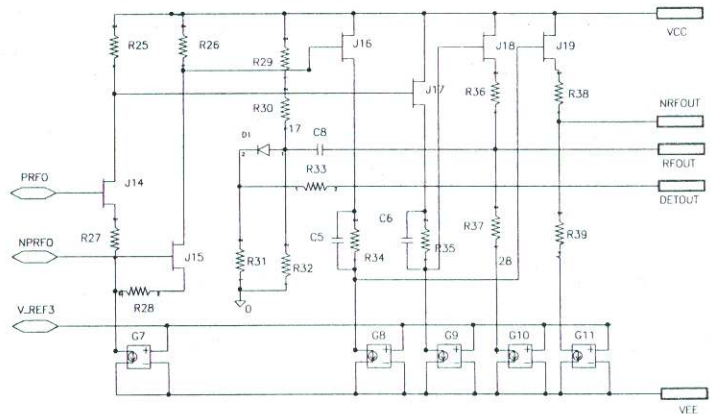 R25
R26
R29
J16
J18
J19
VCC
J17
R30
R36
R38
NRFOUT
17
C8
D1
2
1
RFOUT
PRFO
J14
R33
DETOUT
R27
NPRFO
J15
C5
C6
R34
R35
R37
R39
28
R31
R32
R28
0
V_REF3
G7
G8
G9
G10
G11
VEE